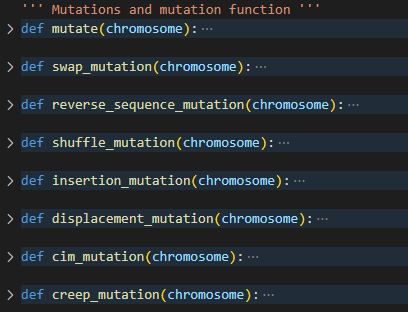 ''' Mutations and mutation function '''
def mutate(chromosome): ···
def swap_mutation(chromosome): ···
def reverse_sequence_mutation(chromosome): ···
def shuffle_mutation(chromosome): ···
def insertion_mutation(chromosome): ···
def displacement_mutation(chromosome): ···
def cim_mutation(chromosome): ···
def creep_mutation(chromosome): ···